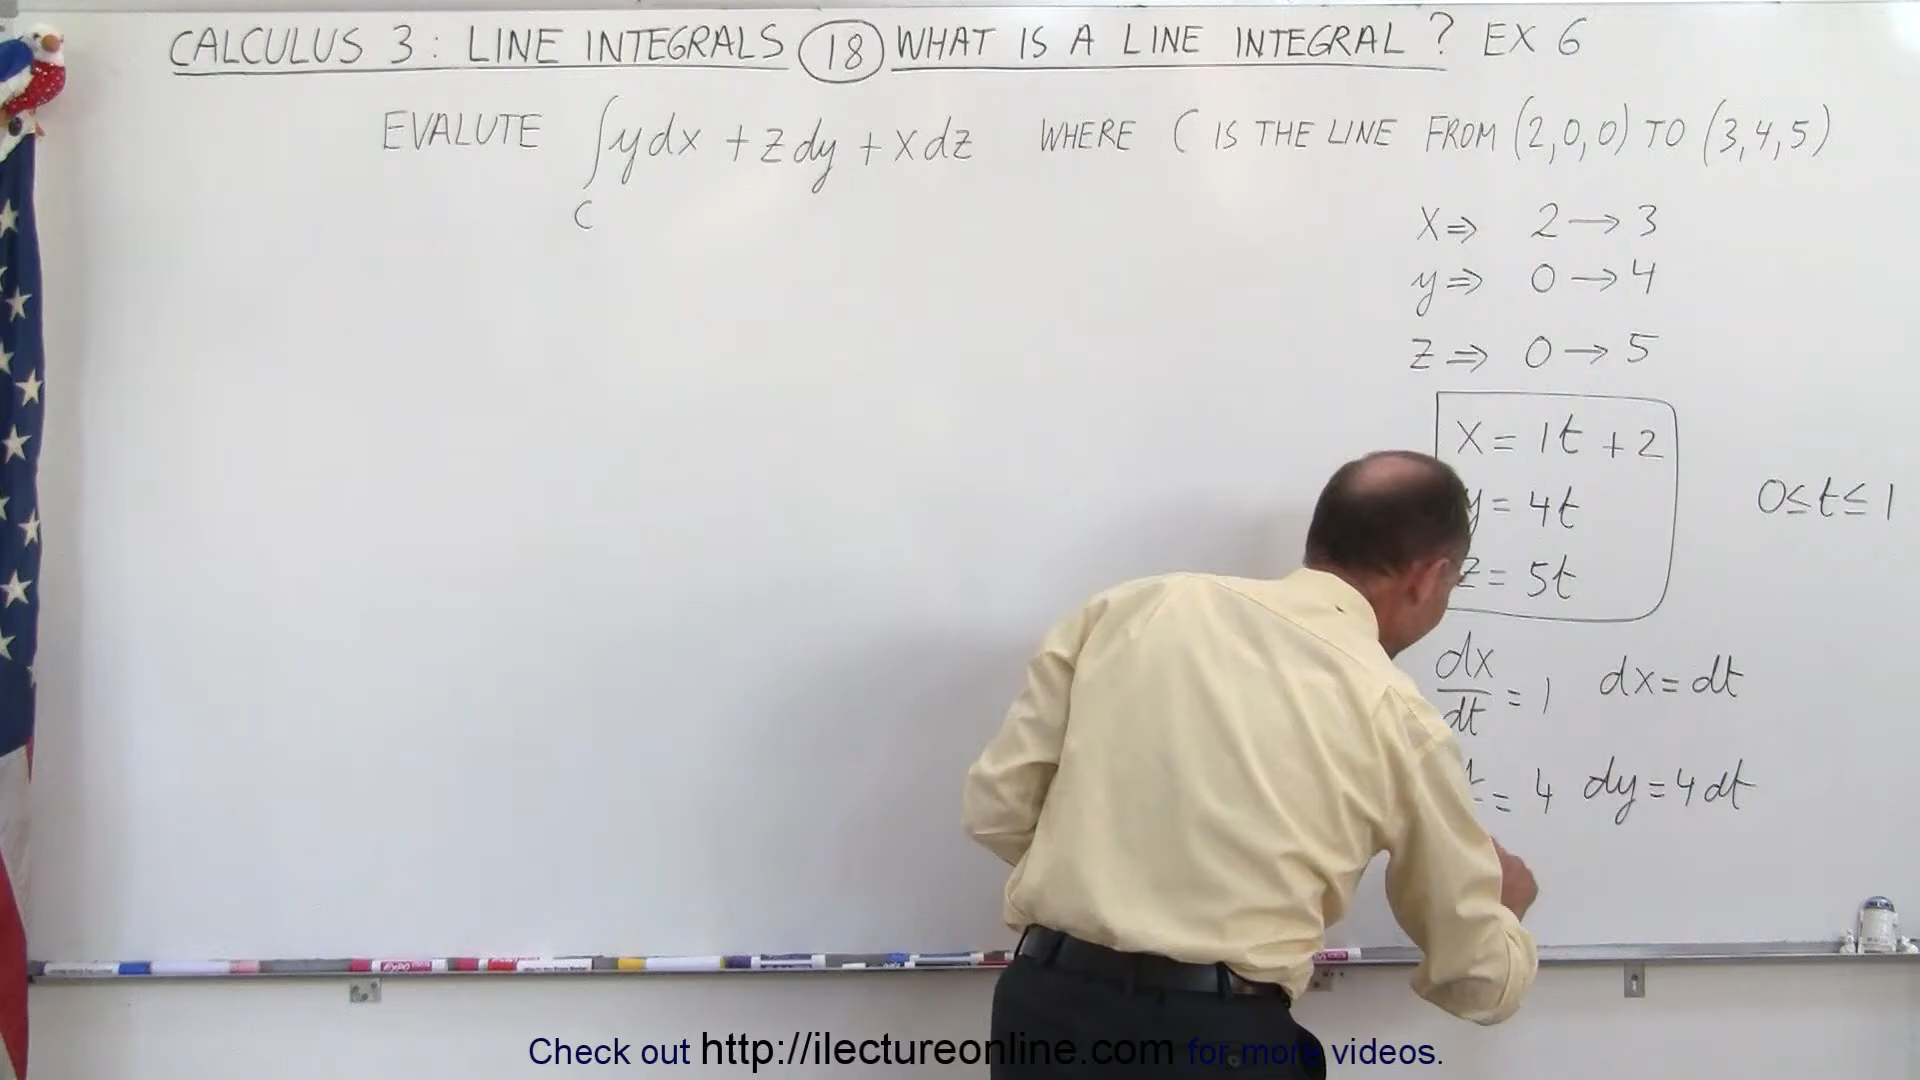 CALCULUS 3: LINE INTEGRALS (18) WHAT IS A LINE INTEGRAL? EX 6
EVALUTE ∫ ydx + zdy + xdz WHERE C IS THE LINE FROM (2,0,0) TO (3,4,5)
C
X ⇒ 2 → 3
y ⇒ 0 → 4
Z ⇒ 0 → 5
X = 1t + 2
y = 4t
0 ≤ t ≤ 1
z = 5t
dx/dt = 1 dx = dt
= 4 dy = 4dt
Check out http://ilectureonline.com for more videos.